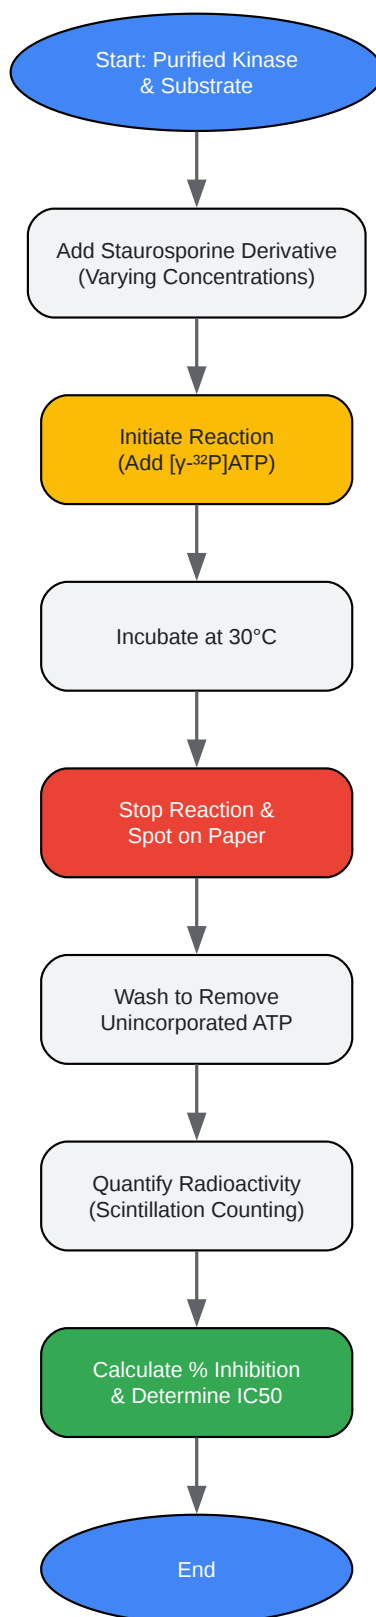 Start: Purified Kinase
& Substrate
Add Staurosporine Derivative
(Varying Concentrations)
Initiate Reaction
(Add [γ-³²P]ATP)
Incubate at 30°C
Stop Reaction &
Spot on Paper
Wash to Remove
Unincorporated ATP
Quantify Radioactivity
(Scintillation Counting)
Calculate % Inhibition
& Determine IC50
End